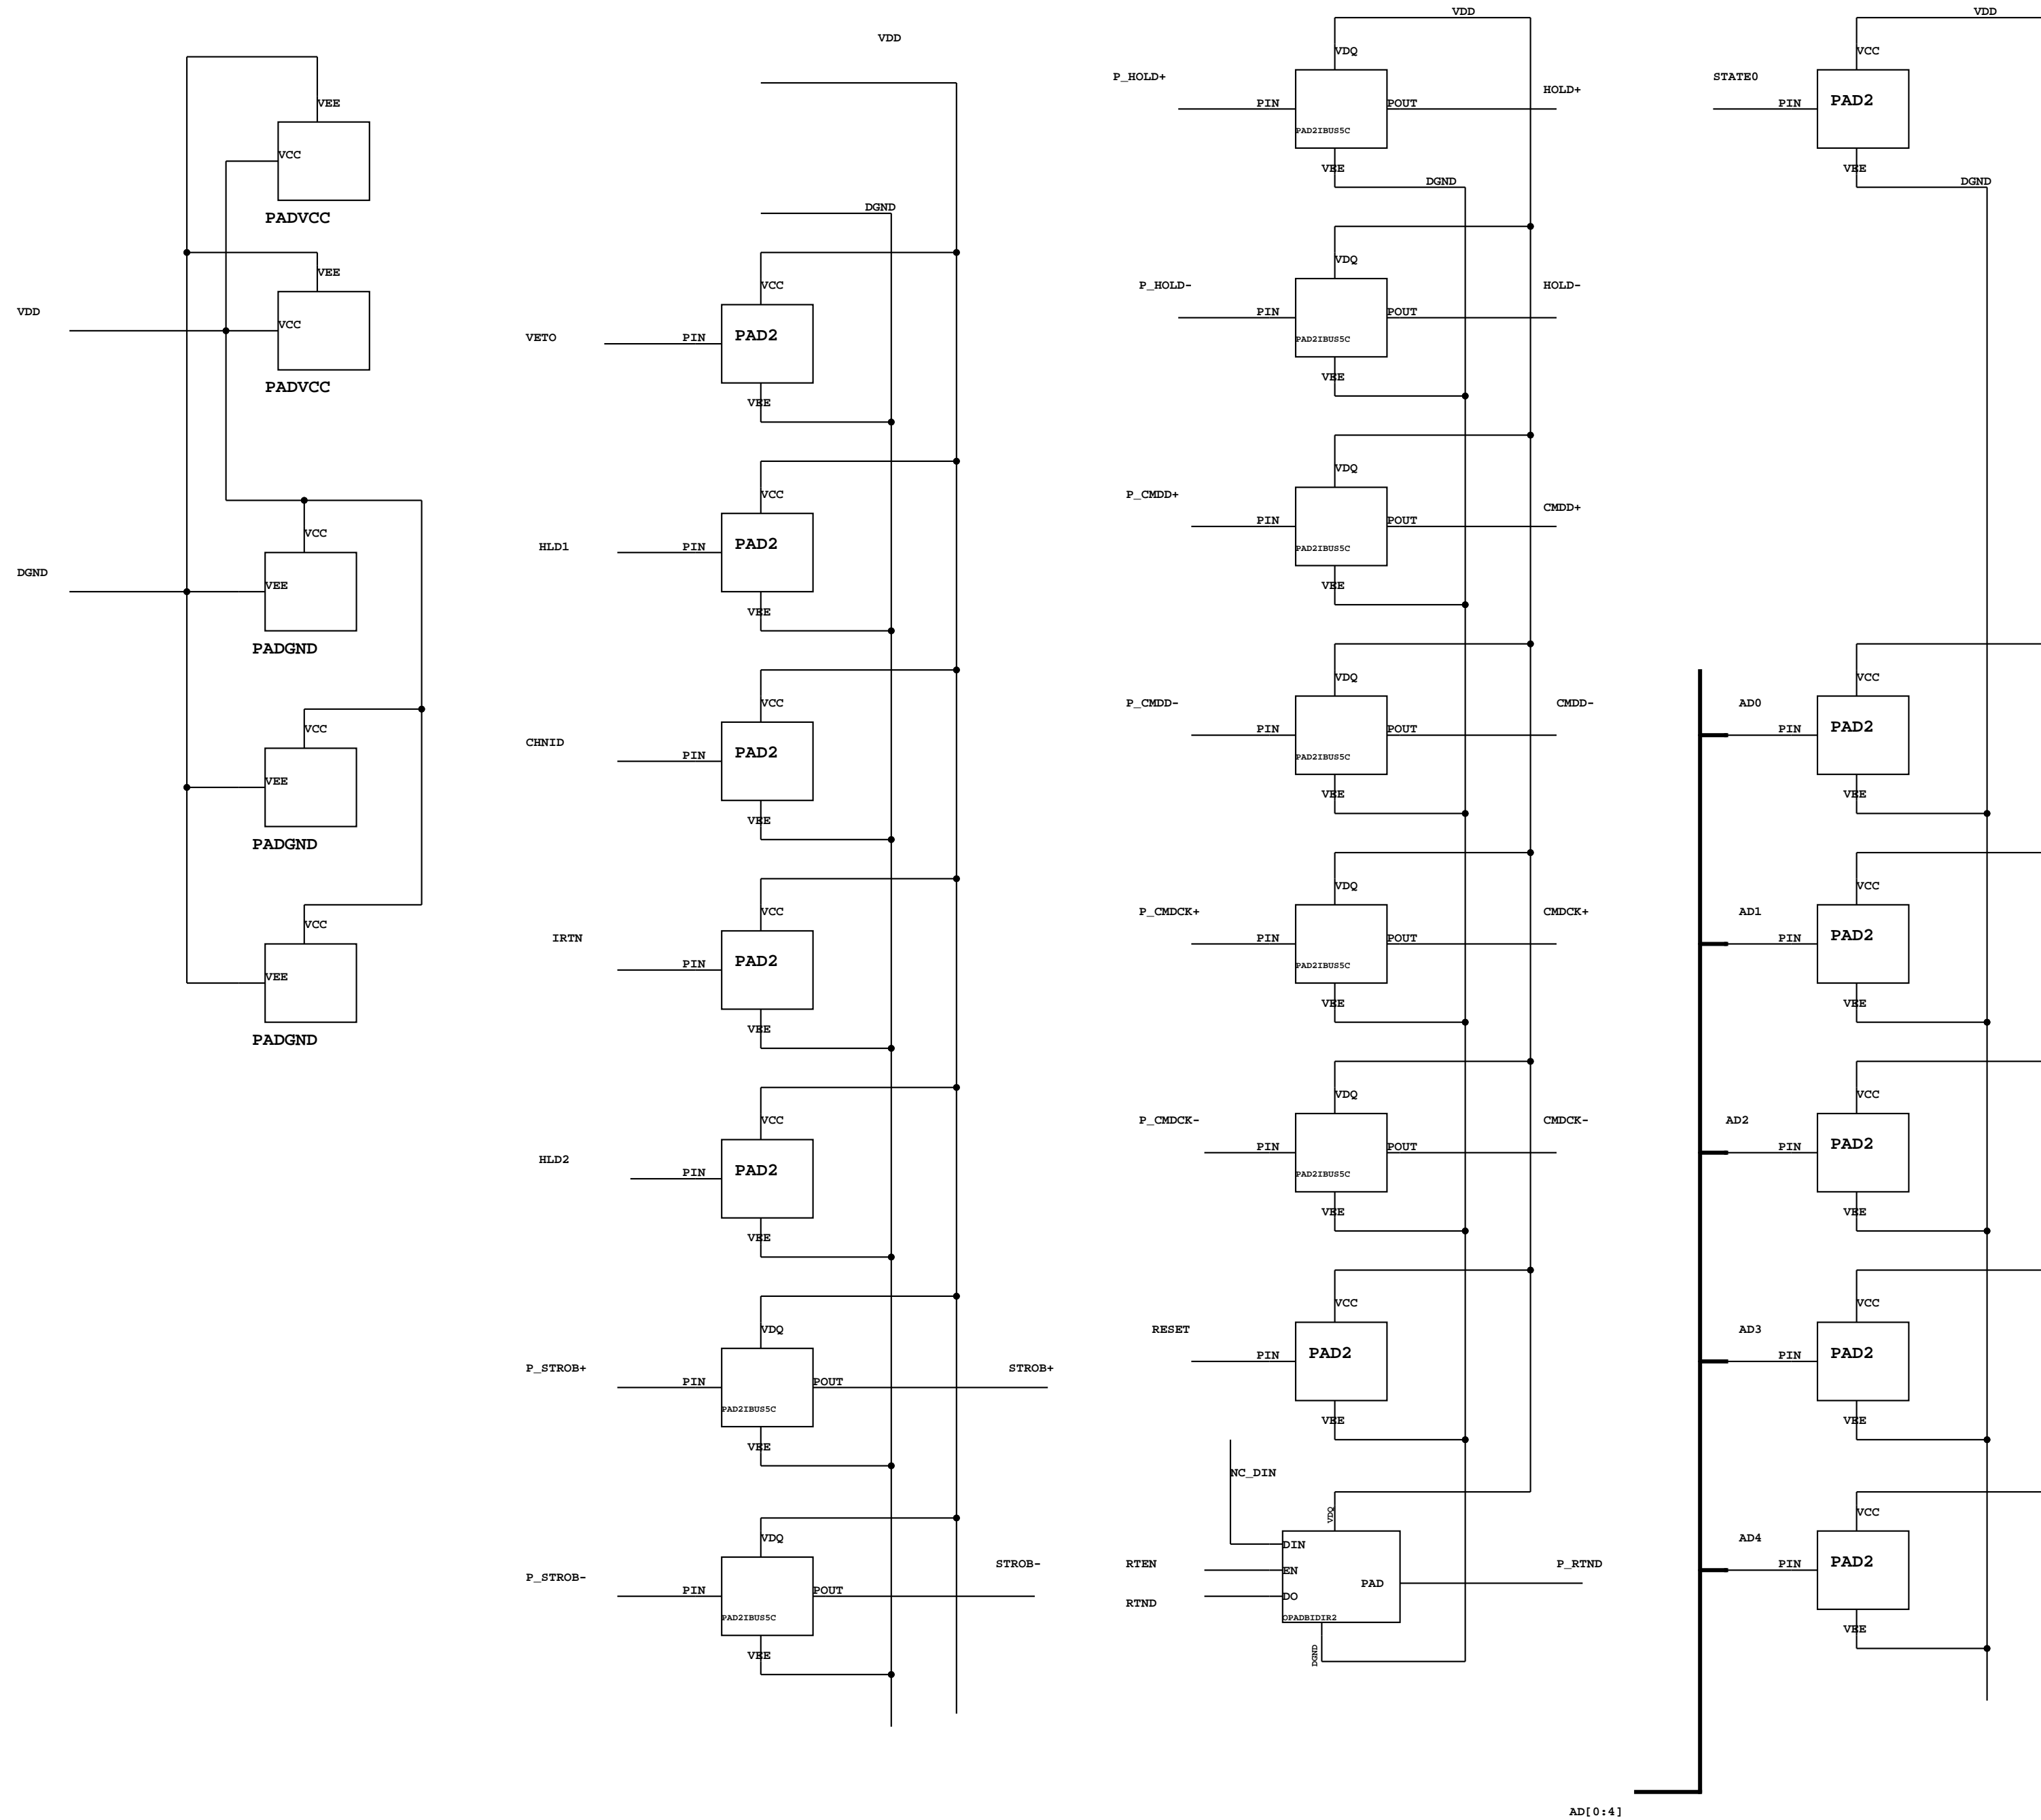 VEE
VCC
PADVCC
VEE
VDD
VCC
PADVCC
VCC
DGND
VEE
PADGND
VCC
VEE
PADGND
VCC
VEE
PADGND
VDD
DGND
VCC
VETO
PIN
PAD2
VEE
VCC
HLD1
PIN
PAD2
VEE
VCC
CHNID
PIN
PAD2
VEE
VCC
IRTN
PIN
PAD2
VEE
VCC
HLD2
PIN
PAD2
VEE
VDQ
P_STROB+
PIN
POUT
STROB+
PAD2IBUS5C
VEE
VDQ
P_STROB-
PIN
POUT
STROB-
PAD2IBUS5C
VEE
VDD
VDQ
P_HOLD+
PIN
POUT
HOLD+
PAD2IBUS5C
VEE
DGND
VDQ
P_HOLD-
PIN
POUT
HOLD-
PAD2IBUS5C
VEE
VDQ
P_CMDD+
PIN
POUT
CMDD+
PAD2IBUS5C
VEE
VDQ
P_CMDD-
PIN
POUT
CMDD-
PAD2IBUS5C
VEE
VDQ
P_CMDCK+
PIN
POUT
CMDCK+
PAD2IBUS5C
VEE
VDQ
P_CMDCK-
PIN
POUT
CMDCK-
PAD2IBUS5C
VEE
VCC
RESET
PIN
PAD2
VEE
NC_DIN
VDQ
DIN
RTEN
EN
PAD
P_RTND
RTND
DO
OPADBIDIR2
DGND
VDD
VCC
STATE0
PIN
PAD2
VEE
DGND
VCC
AD0
PIN
PAD2
VEE
VCC
AD1
PIN
PAD2
VEE
VCC
AD2
PIN
PAD2
VEE
VCC
AD3
PIN
PAD2
VEE
VCC
AD4
PIN
PAD2
VEE
AD[0:4]